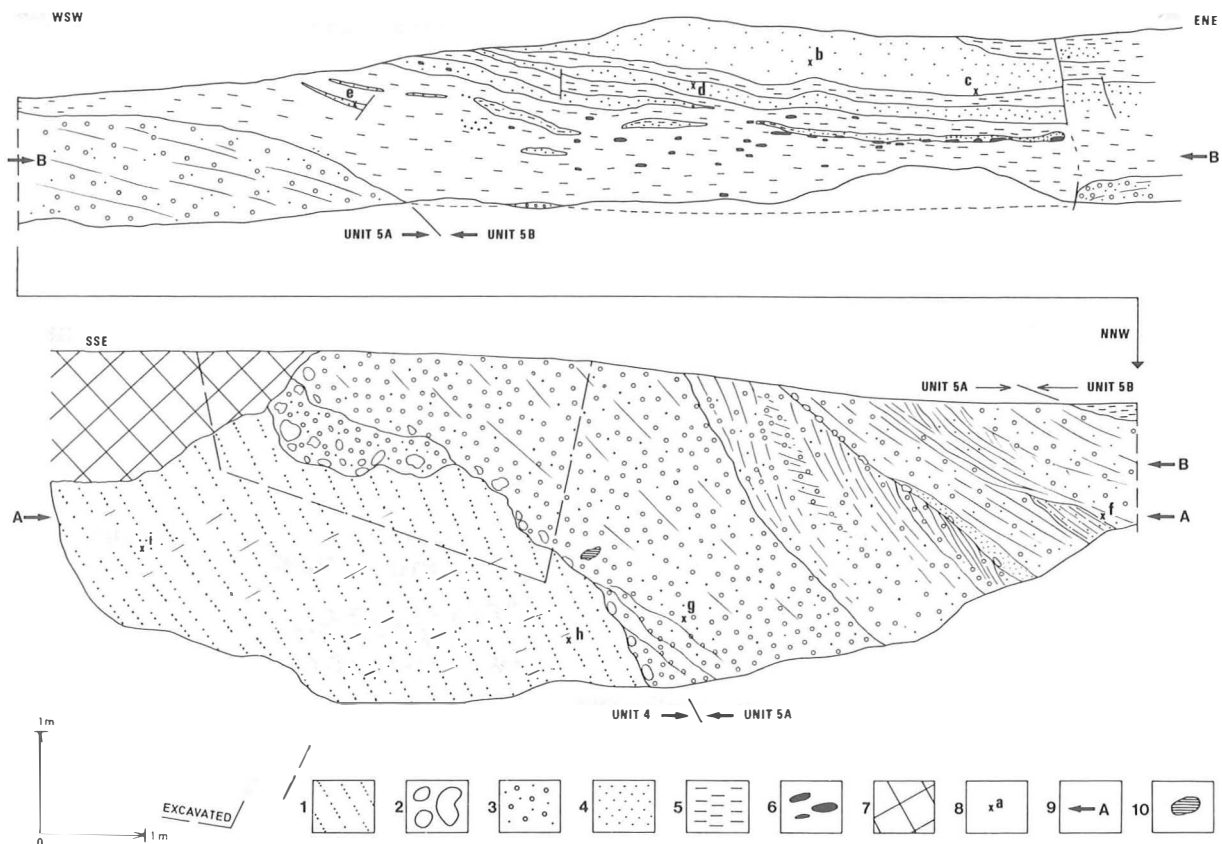 WSW ENE
b
c
d
e
B B
UNIT 5A UNIT 5B
SSE NNW
UNIT 5A UNIT 5B
B
A f A
i
g
h
UNIT 4 UNIT 5A
1m
EXCAVATED
0 1m
1 2 3 4 5 6 7 8 a 9 A 10